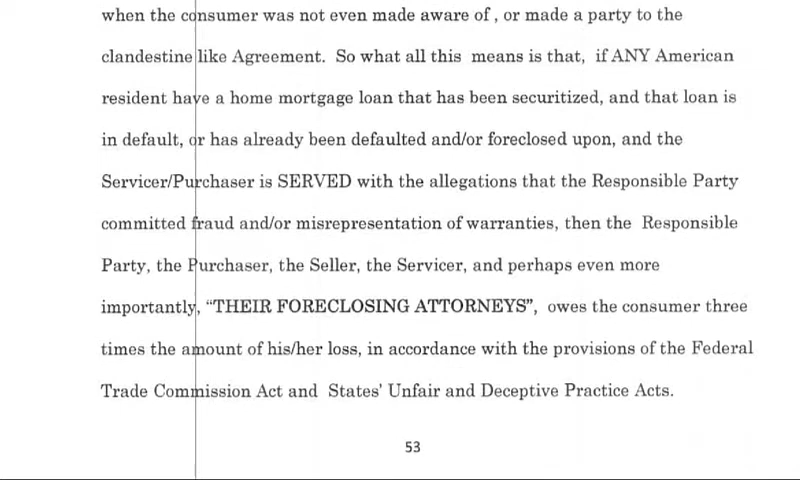 when the consumer was not even made aware of , or made a party to the
clandestine like Agreement.  So what all this  means is that,  if ANY American
resident have a home mortgage loan that has been securitized, and that loan is
in default, or has already been defaulted and/or foreclosed upon, and the
Servicer/Purchaser is SERVED with the allegations that the Responsible Party
committed fraud and/or misrepresentation of warranties, then the  Responsible
Party, the Purchaser, the Seller, the Servicer, and perhaps even more
importantly, “THEIR FORECLOSING ATTORNEYS”,  owes the consumer three
times the amount of his/her loss, in accordance with the provisions of the Federal
Trade Commission Act and  States’ Unfair and Deceptive Practice Acts.
53